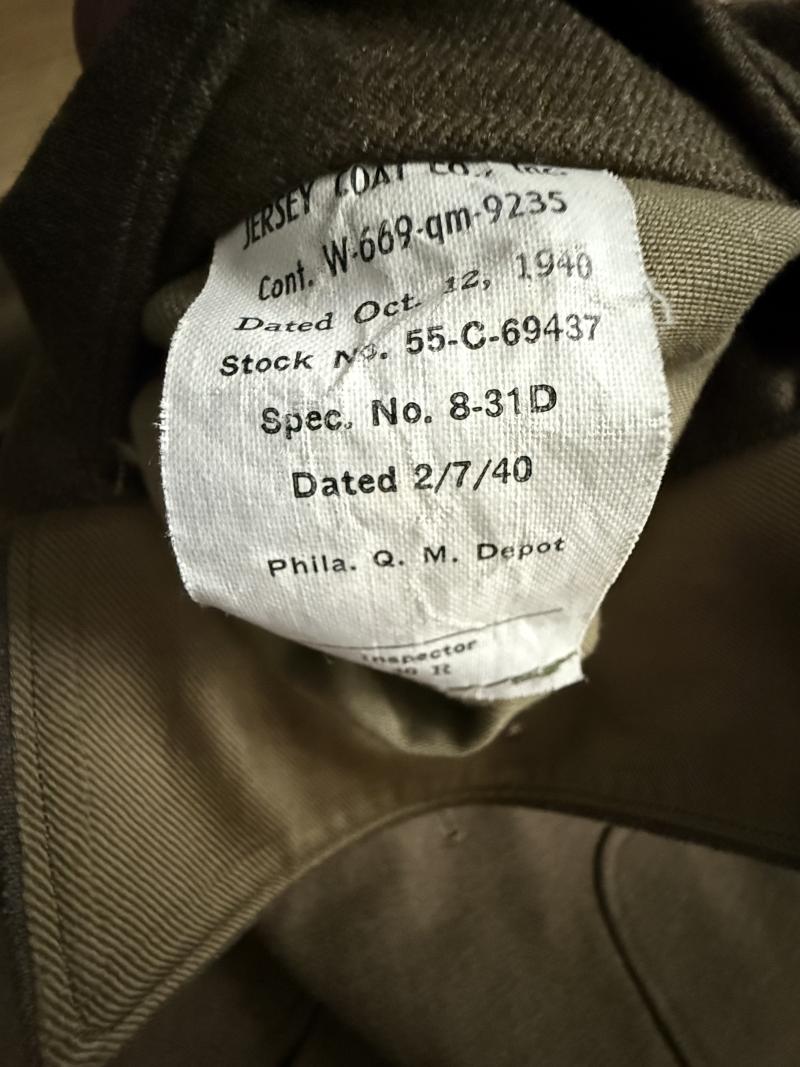 JERSEY COAT CO., Inc.
Cont. W-669-qm-9235
Dated Oct. 12, 1940
Stock No. 55-C-69437
Spec. No. 8-31D
Dated 2/7/40
Phila. Q. M. Depot
Inspector